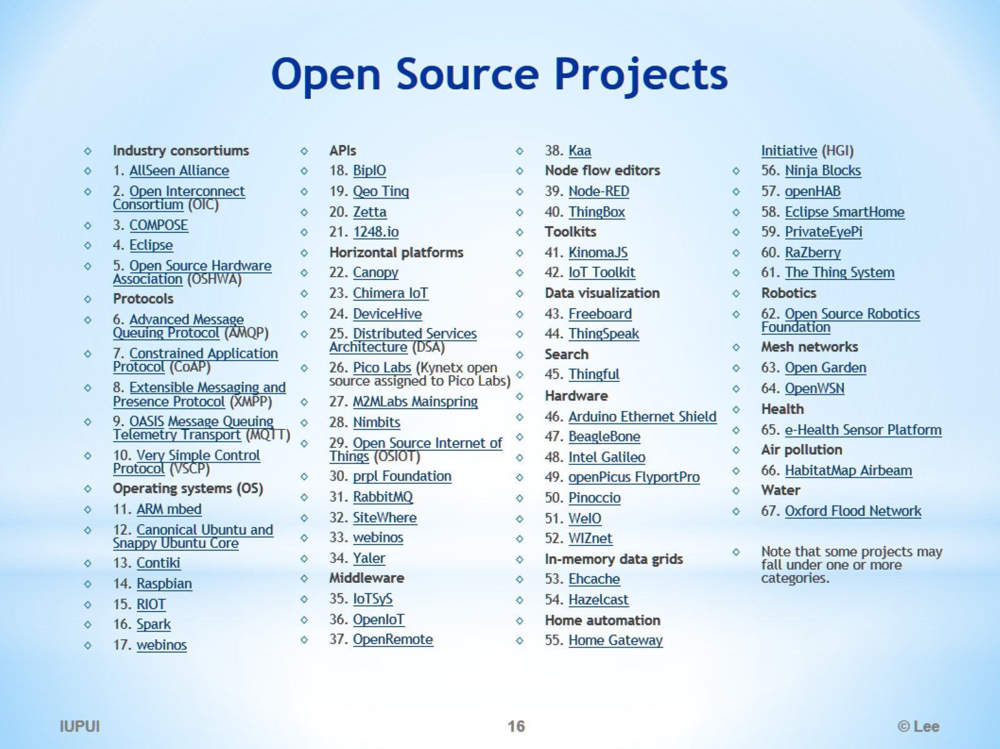 Open Source Projects
Industry consortiums
1. AllSeen Alliance
2. Open Interconnect
Consortium (OIC)
3. COMPOSE
4. Eclipse
5. Open Source Hardware
Association (OSHWA)
Protocols
6. Advanced Message
Queuing Protocol (AMQP)
7. Constrained Application
Protocol (CoAP)
8. Extensible Messaging and
Presence Protocol (XMPP)
9. OASIS Message Queuing
Telemetry Transport (MQTT)
10. Very Simple Control
Protocol (VSCP)
Operating systems (OS)
11. ARM mbed
12. Canonical Ubuntu and
Snappy Ubuntu Core
13. Contiki
14. Raspbian
15. RIOT
16. Spark
17. webinos
APIs
18. BipIO
19. Qeo Tinq
20. Zetta
21. 1248.io
Horizontal platforms
22. Canopy
23. Chimera IoT
24. DeviceHive
25. Distributed Services
Architecture (DSA)
26. Pico Labs (Kynetx open
source assigned to Pico Labs)
27. M2MLabs Mainspring
28. Nimbits
29. Open Source Internet of
Things (OSIOT)
30. prpl Foundation
31. RabbitMQ
32. SiteWhere
33. webinos
34. Yaler
Middleware
35. IoTSyS
36. OpenIoT
37. OpenRemote
38. Kaa
Node flow editors
39. Node-RED
40. ThingBox
Toolkits
41. KinomaJS
42. IoT Toolkit
Data visualization
43. Freeboard
44. ThingSpeak
Search
45. Thingful
Hardware
46. Arduino Ethernet Shield
47. BeagleBone
48. Intel Galileo
49. openPicus FlyportPro
50. Pinoccio
51. WeIO
52. WIZnet
In-memory data grids
53. Ehcache
54. Hazelcast
Home automation
55. Home Gateway
Initiative (HGI)
56. Ninja Blocks
57. openHAB
58. Eclipse SmartHome
59. PrivateEyePi
60. RaZberry
61. The Thing System
Robotics
62. Open Source Robotics
Foundation
Mesh networks
63. Open Garden
64. OpenWSN
Health
65. e-Health Sensor Platform
Air pollution
66. HabitatMap Airbeam
Water
67. Oxford Flood Network
Note that some projects may
fall under one or more
categories.
IUPUI
16
© Lee